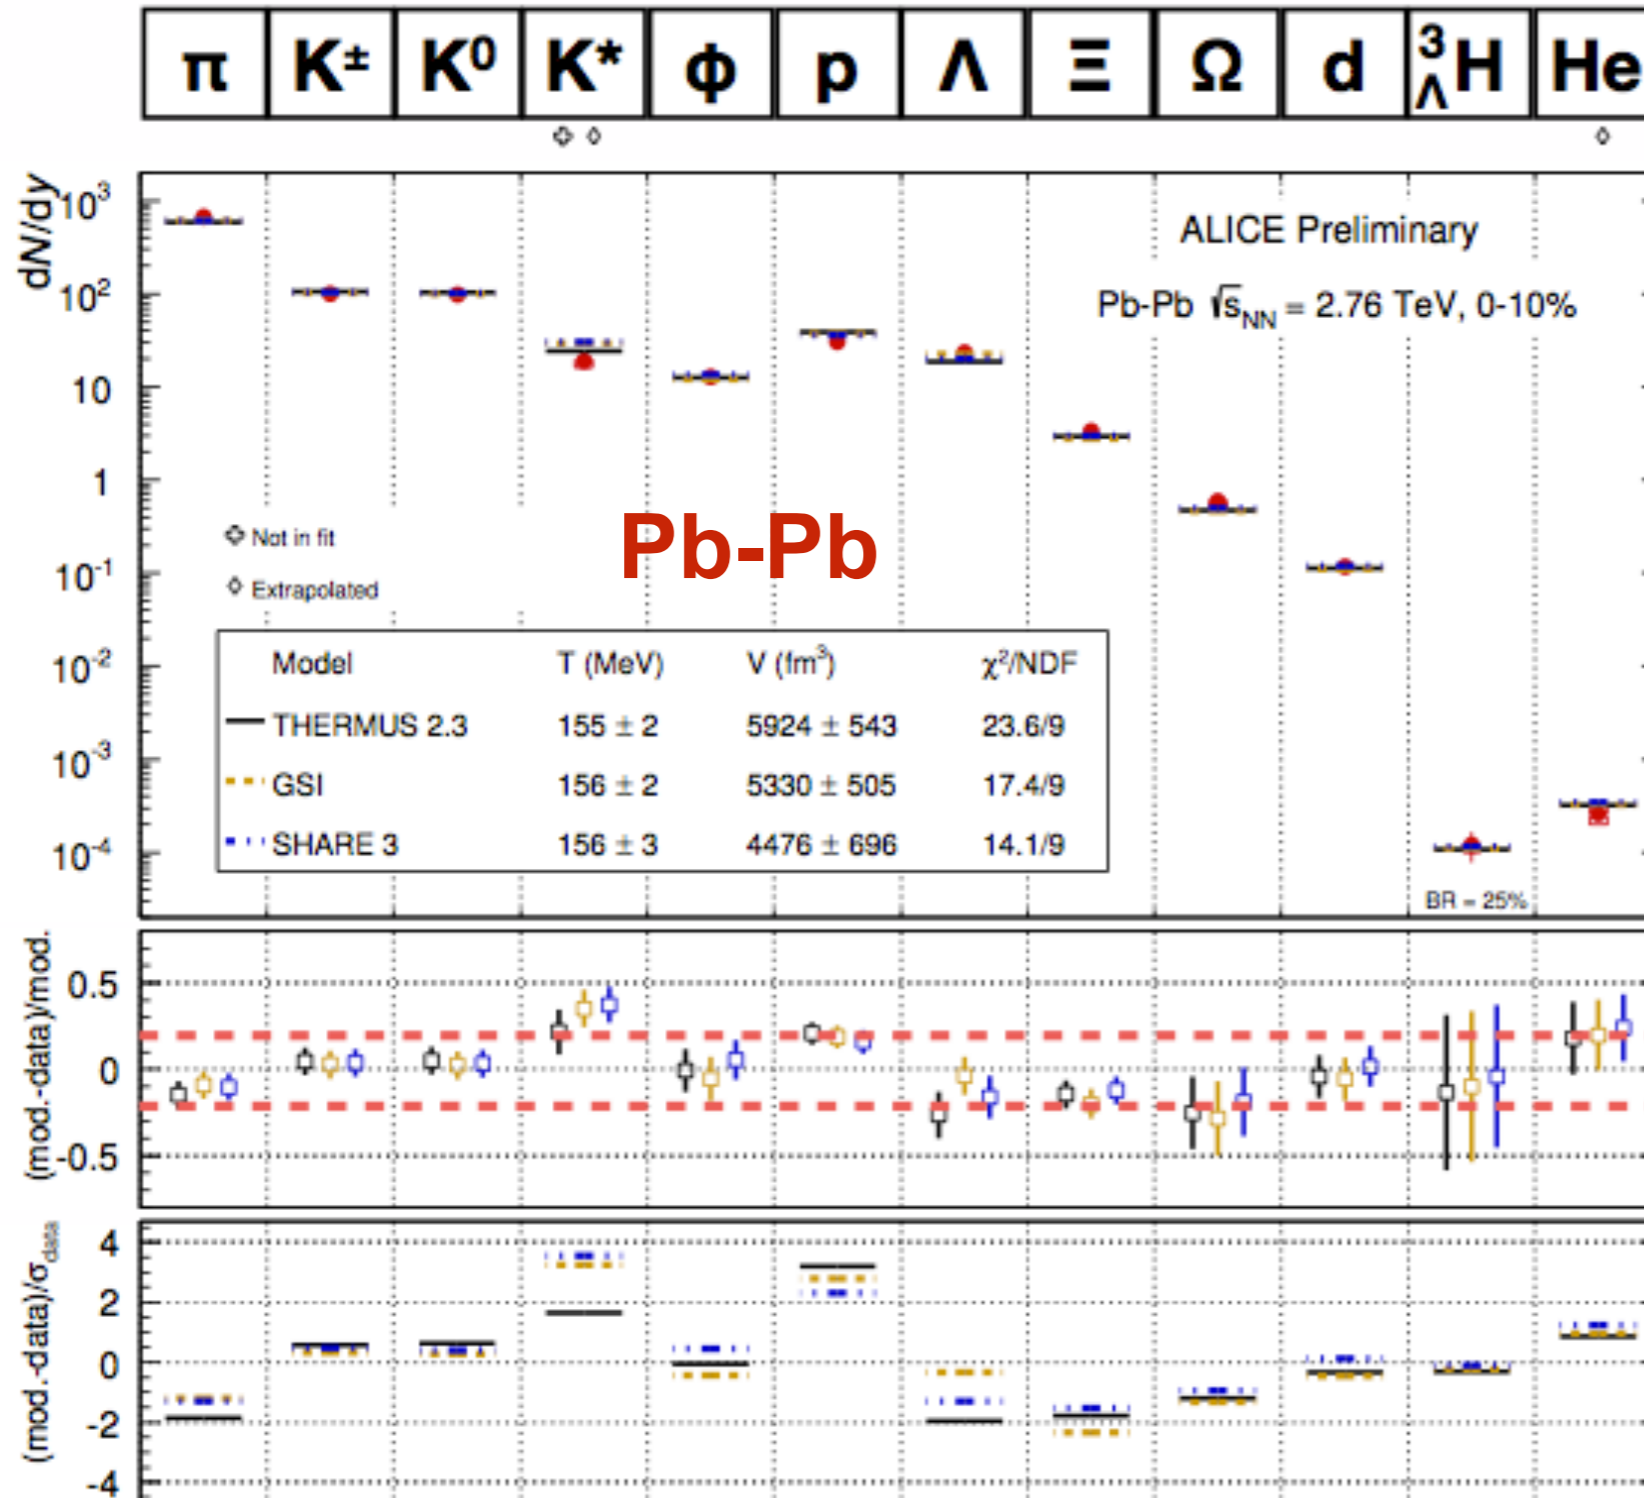 π K± K⁰ K* ϕ p Λ Ξ Ω d ³ΛH He
dN/dy
10³
10²
10
1
10⁻¹
10⁻²
10⁻³
10⁻⁴
ALICE Preliminary
Pb-Pb √sNN = 2.76 TeV, 0-10%
Not in fit
Extrapolated
Pb-Pb
Model T (MeV) V (fm³) χ²/NDF
THERMUS 2.3 155 ± 2 5924 ± 543 23.6/9
GSI 156 ± 2 5330 ± 505 17.4/9
SHARE 3 156 ± 3 4476 ± 696 14.1/9
BR = 25%
(mod.-data)/mod.
0.5
0
-0.5
(mod.-data)/σdata
4
2
0
-2
-4